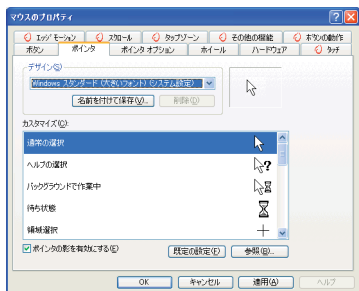 マウスのプロパティ
エッジ モーション スクロール タップゾーン その他の機能 ボタンの動作
ボタン ポインタ ポインタ オプション ホイール ハードウェア タッチ
デザイン(S)
Windows スタンダード (大きいフォント) (システム設定)
名前を付けて保存(V)... 削除(D)
カスタマイズ(C):
通常の選択
ヘルプの選択
バックグラウンドで作業中
待ち状態
領域選択
ポインタの影を有効にする(E) 既定の設定(F) 参照(B)...
OK キャンセル 適用(A) ヘルプ